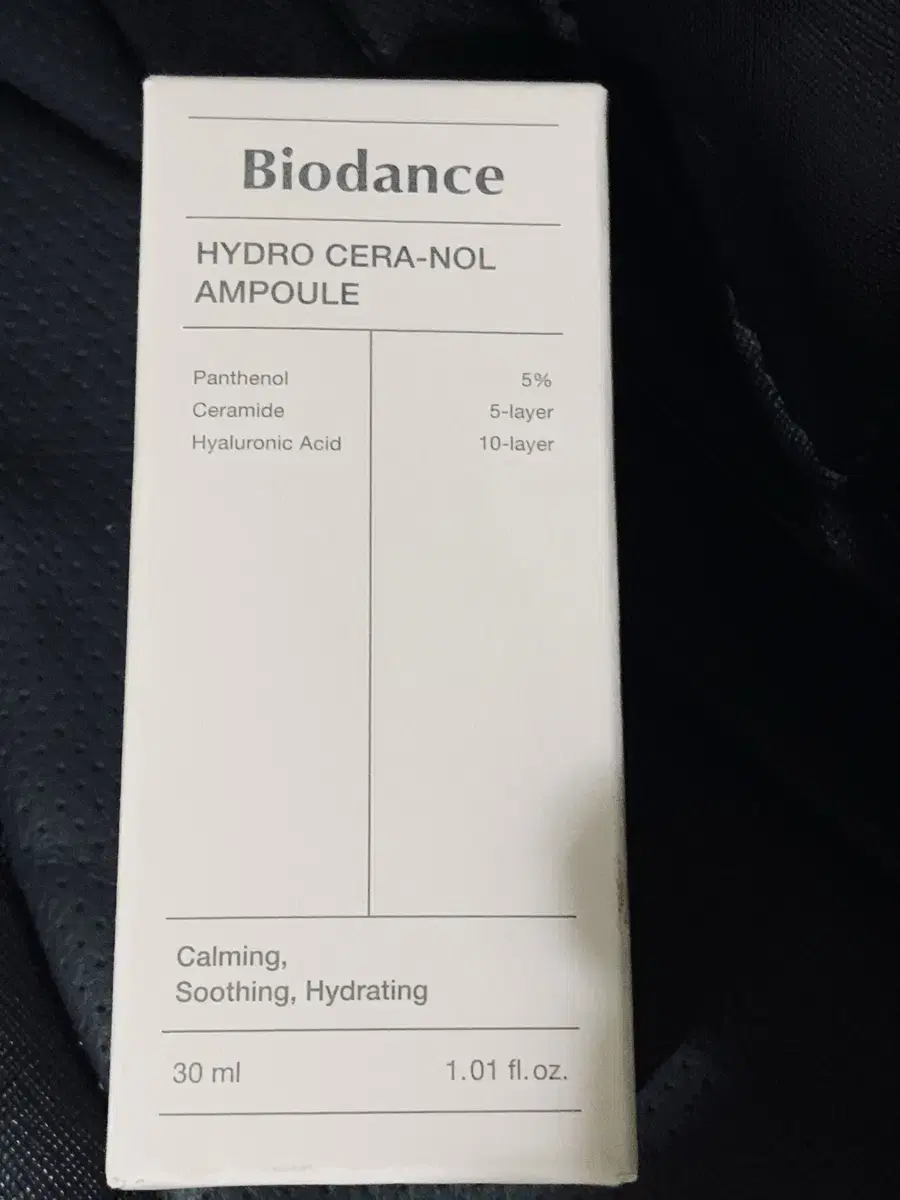 Biodance
HYDRO CERA-NOL
AMPOULE
Panthenol 5%
Ceramide 5-layer
Hyaluronic Acid 10-layer
Calming,
Soothing, Hydrating
30 ml 1.01 fl.oz.